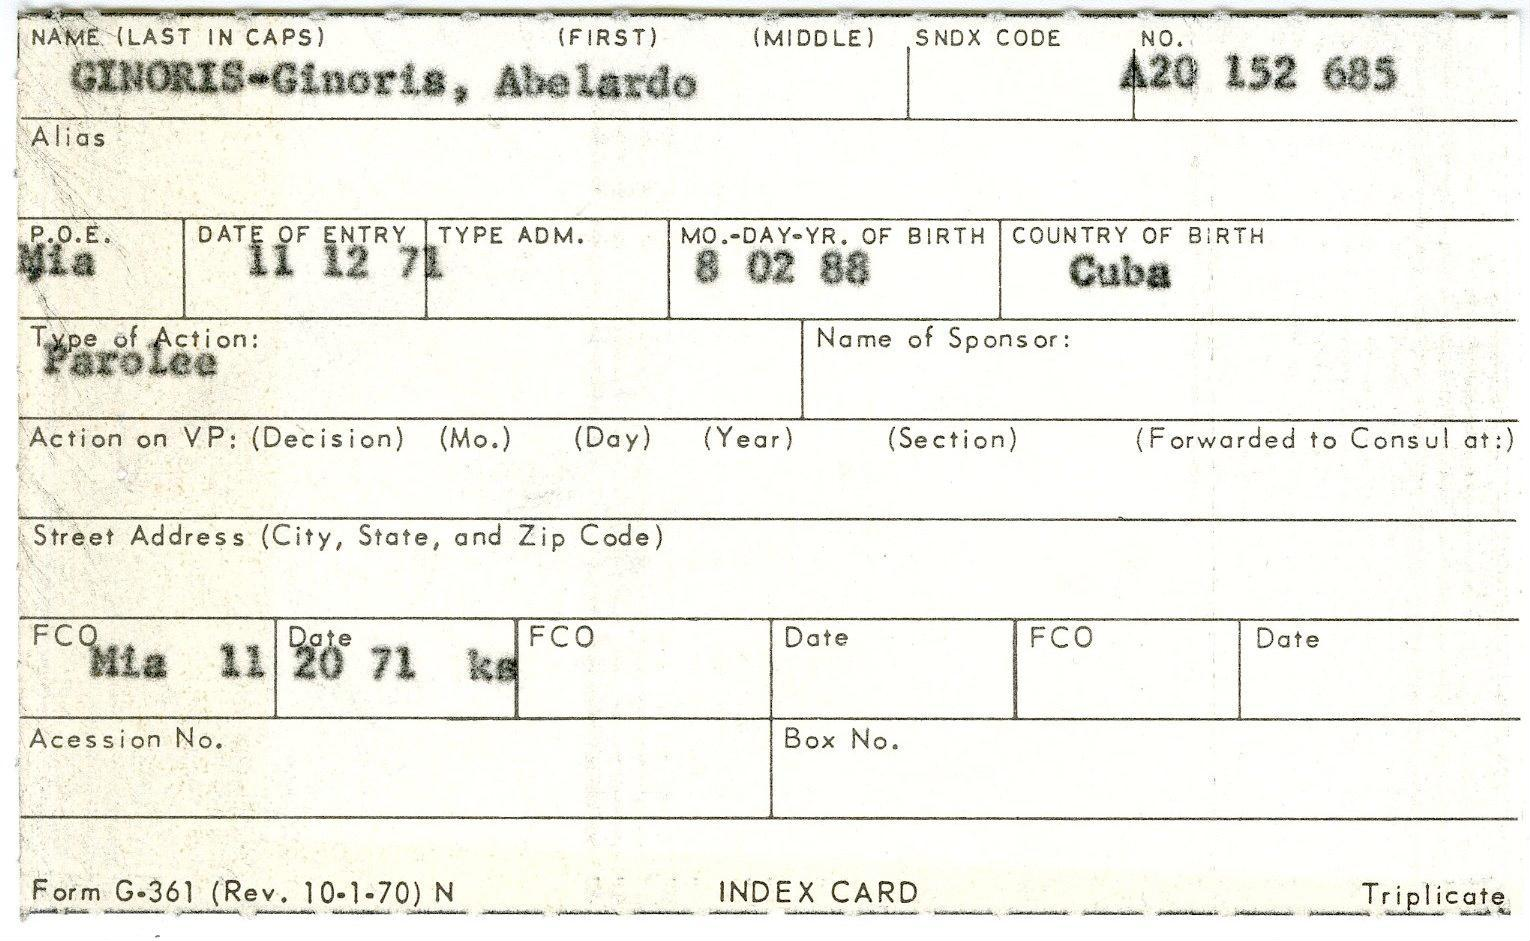 NAME (LAST IN CAPS) (FIRST) (MIDDLE) SNDX CODE NO.
GINORIS-Ginoris, Abelardo A20 152 685
Alias
P.O.E. DATE OF ENTRY TYPE ADM. MO.-DAY-YR. OF BIRTH COUNTRY OF BIRTH
Mia 11 12 71 8 02 88 Cuba
Type of Action: Name of Sponsor:
Parolee
Action on VP: (Decision) (Mo.) (Day) (Year) (Section) (Forwarded to Consul at:)
Street Address (City, State, and Zip Code)
FCO Date FCO Date FCO Date
Mia 11 20 71 ks
Acession No. Box No.
Form G-361 (Rev. 10-1-70) N INDEX CARD Triplicate